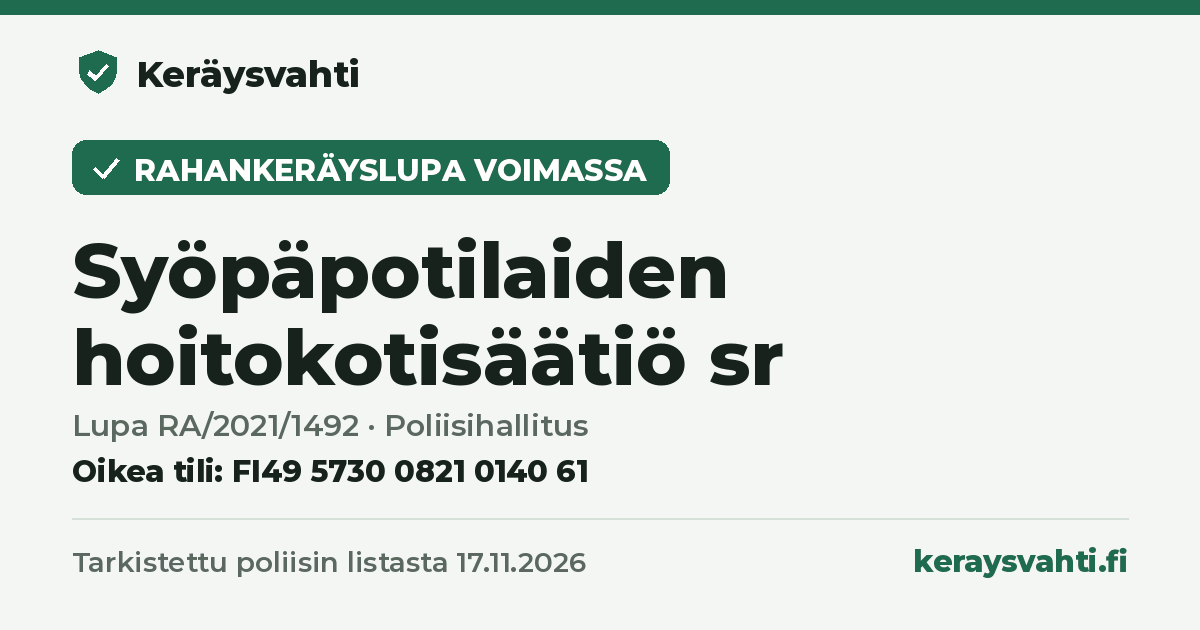 Keräysvahti
RAHANKERÄYSLUPA VOIMASSA
Syöpäpotilaiden
hoitokotisäätiö sr
Lupa RA/2021/1492 · Poliisihallitus
Oikea tili: FI49 5730 0821 0140 61
Tarkistettu poliisin listasta 17.11.2026
keraysvahti.fi